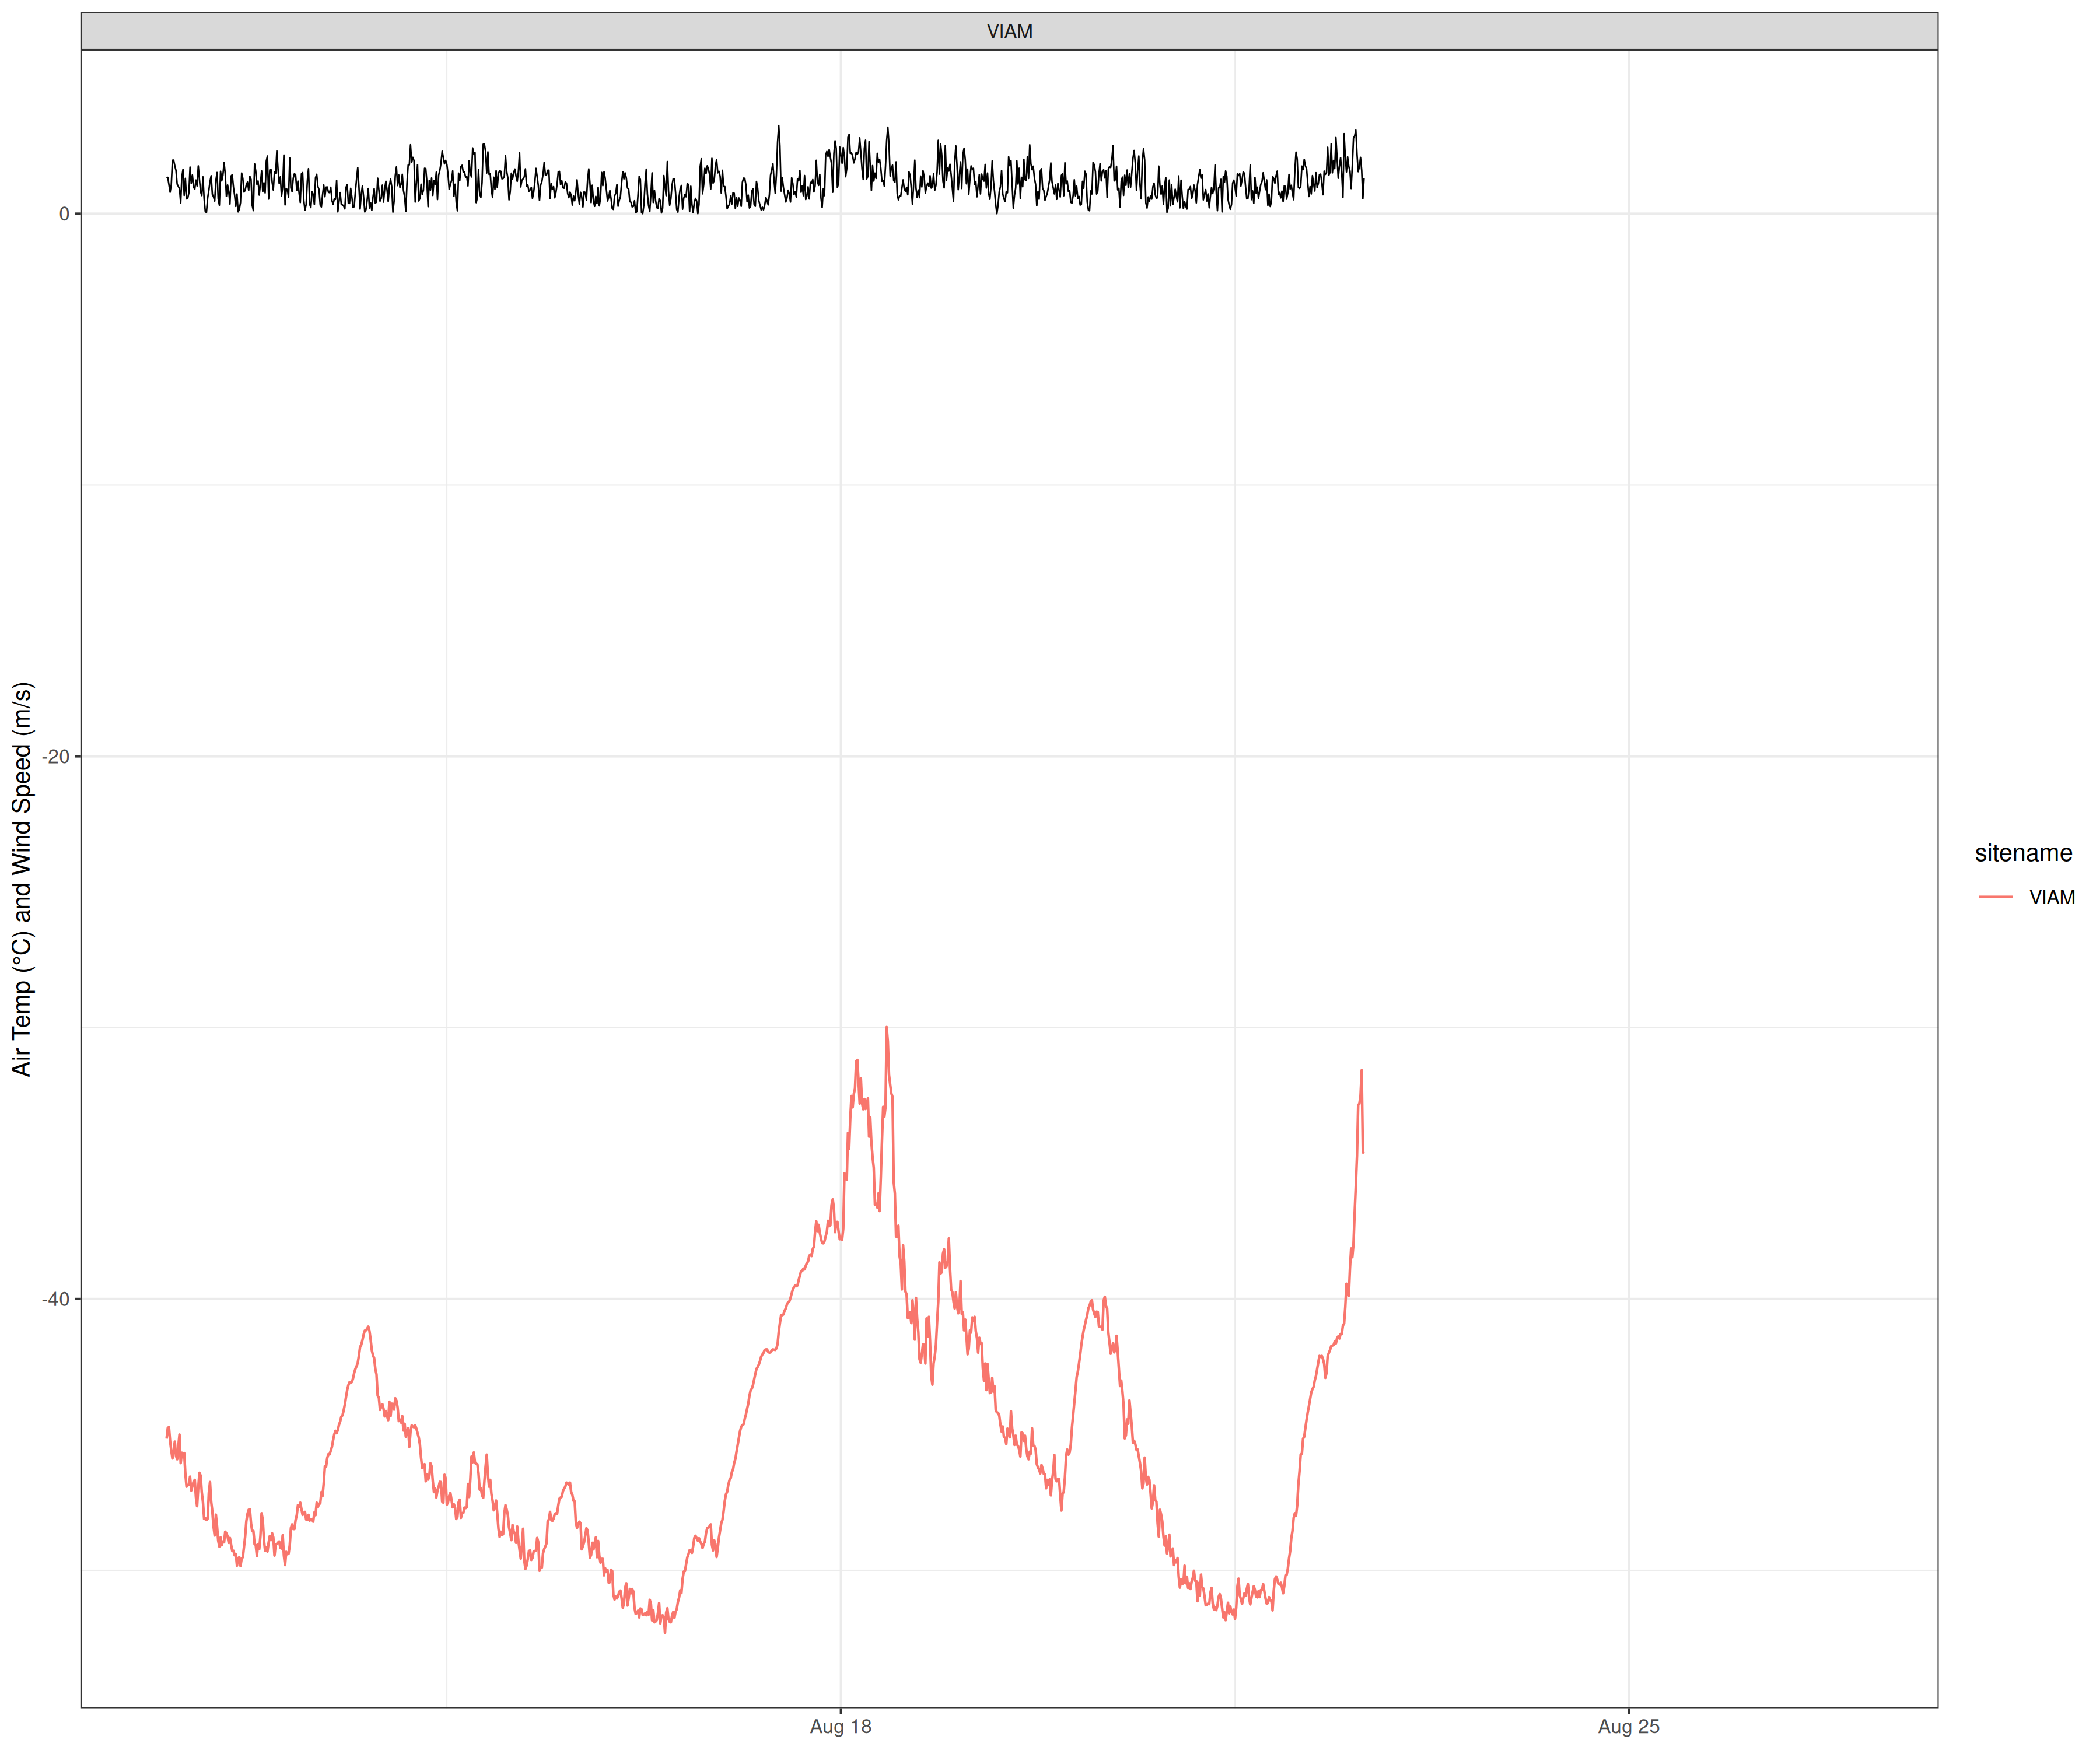 VIAM
0
-20
-40
Air Temp (°C) and Wind Speed (m/s)
Aug 18
Aug 25
sitename
VIAM